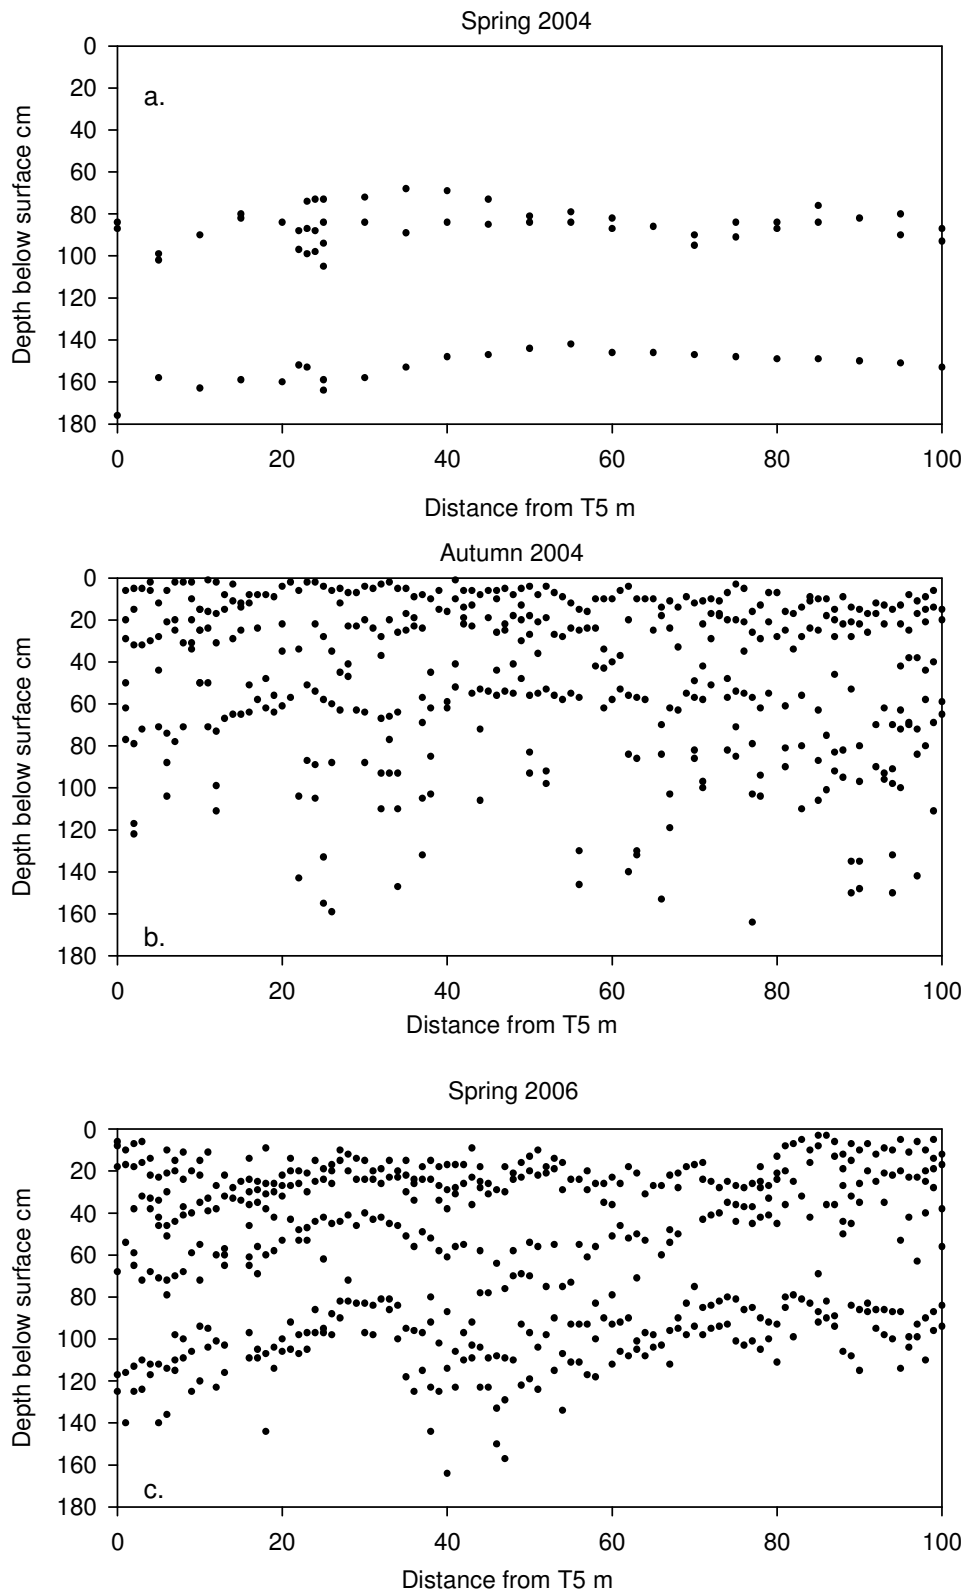 Spring 2004
0
20
40
60
80
100
120
140
160
180
Depth below surface cm
a.
0 20 40 60 80 100
Distance from T5 m
Autumn 2004
0
20
40
60
80
100
120
140
160
180
Depth below surface cm
b.
0 20 40 60 80 100
Distance from T5 m
Spring 2006
0
20
40
60
80
100
120
140
160
180
Depth below surface cm
c.
0 20 40 60 80 100
Distance from T5 m